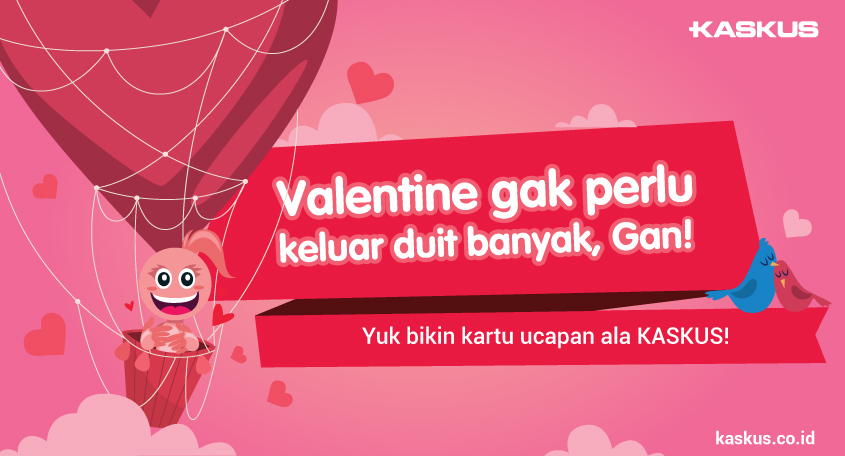 KASKUS
Valentine gak perlu
keluar duit banyak, Gan!
Yuk bikin kartu ucapan ala KASKUS!
kaskus.co.id